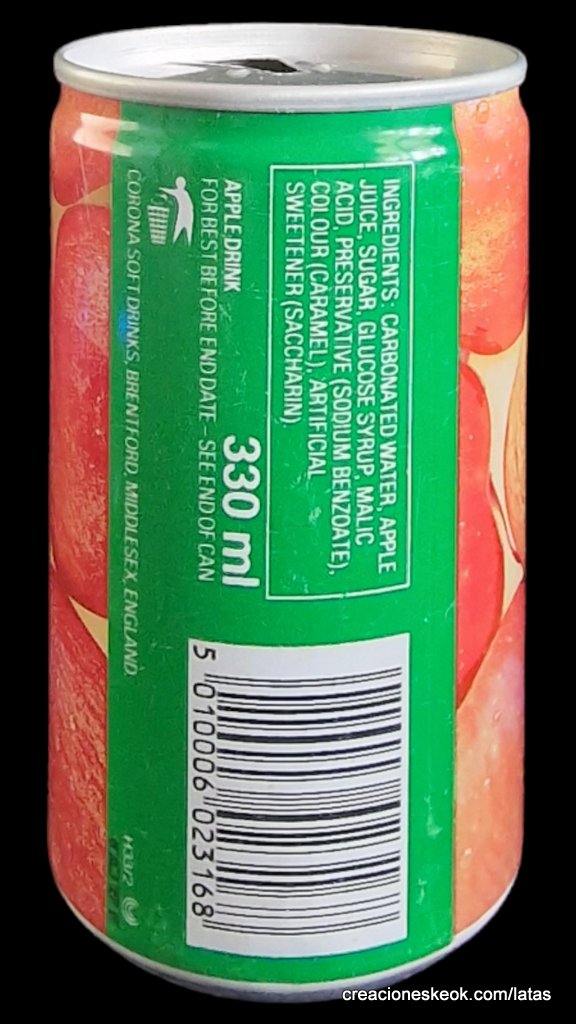 INGREDIENTS: CARBONATED WATER, APPLE
JUICE, SUGAR, GLUCOSE SYRUP, MALIC
ACID, PRESERVATIVE (SODIUM BENZOATE),
COLOUR (CARAMEL), ARTIFICIAL
SWEETENER (SACCHARIN).
330 ml
APPLE DRINK
FOR BEST BEFORE END DATE – SEE END OF CAN
CORONA SOFT DRINKS, BRENTFORD, MIDDLESEX, ENGLAND.
5 010006 023168
creacioneskeok.com/latas